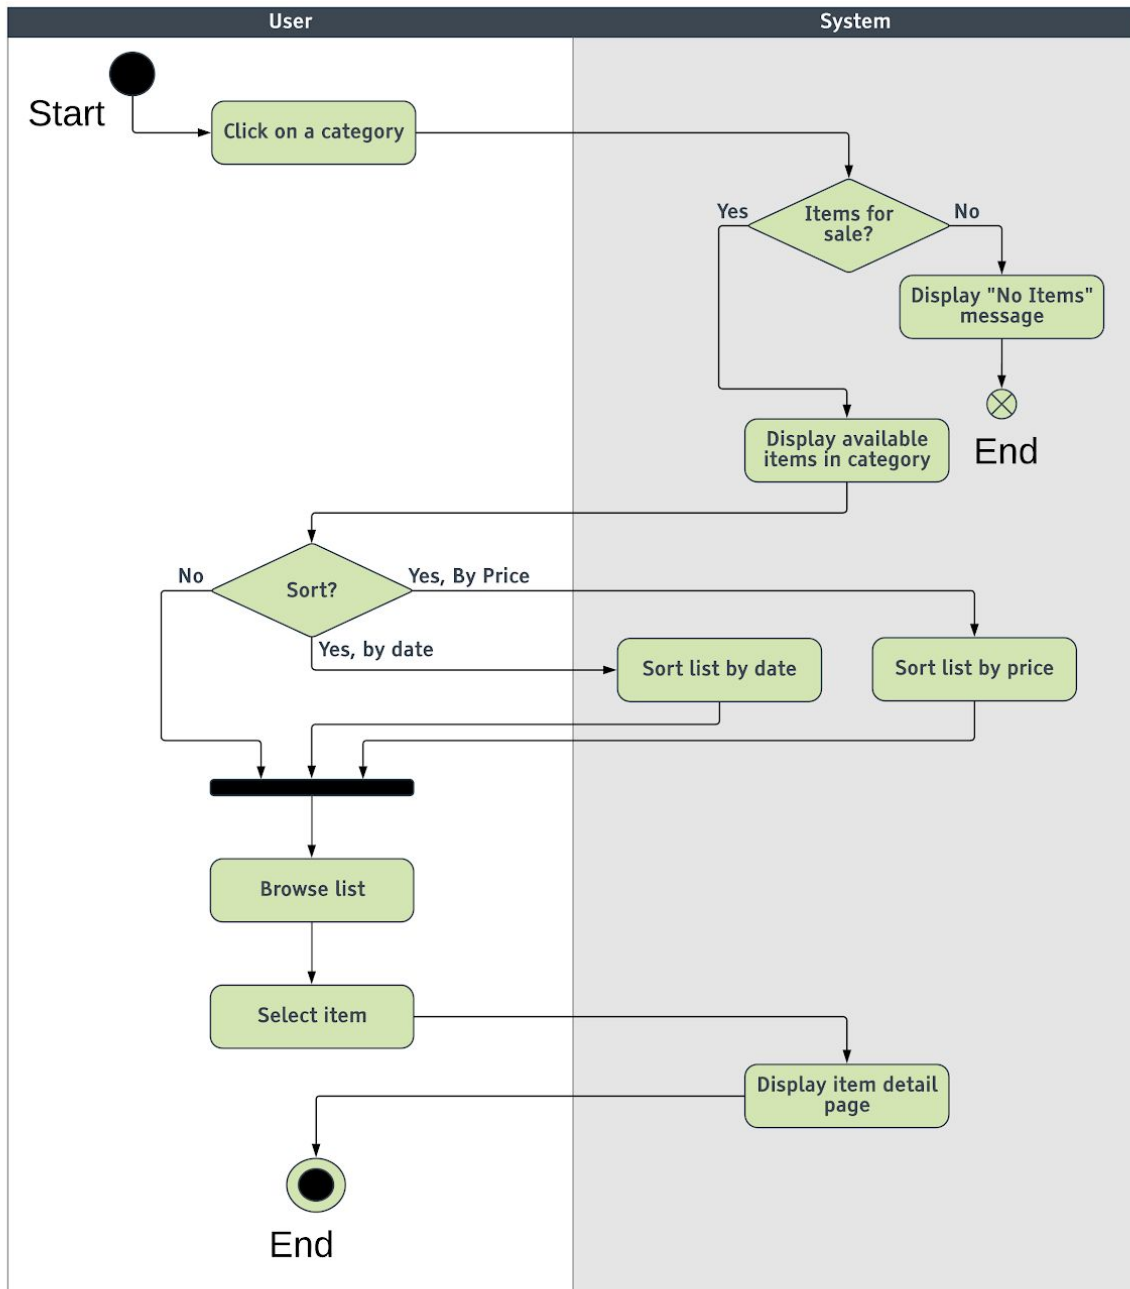 User
System
Start
Click on a category
Yes
Items for
sale?
No
Display "No Items"
message
End
Display available
items in category
No
Sort?
Yes, By Price
Yes, by date
Sort list by date
Sort list by price
Browse list
Select item
Display item detail
page
End